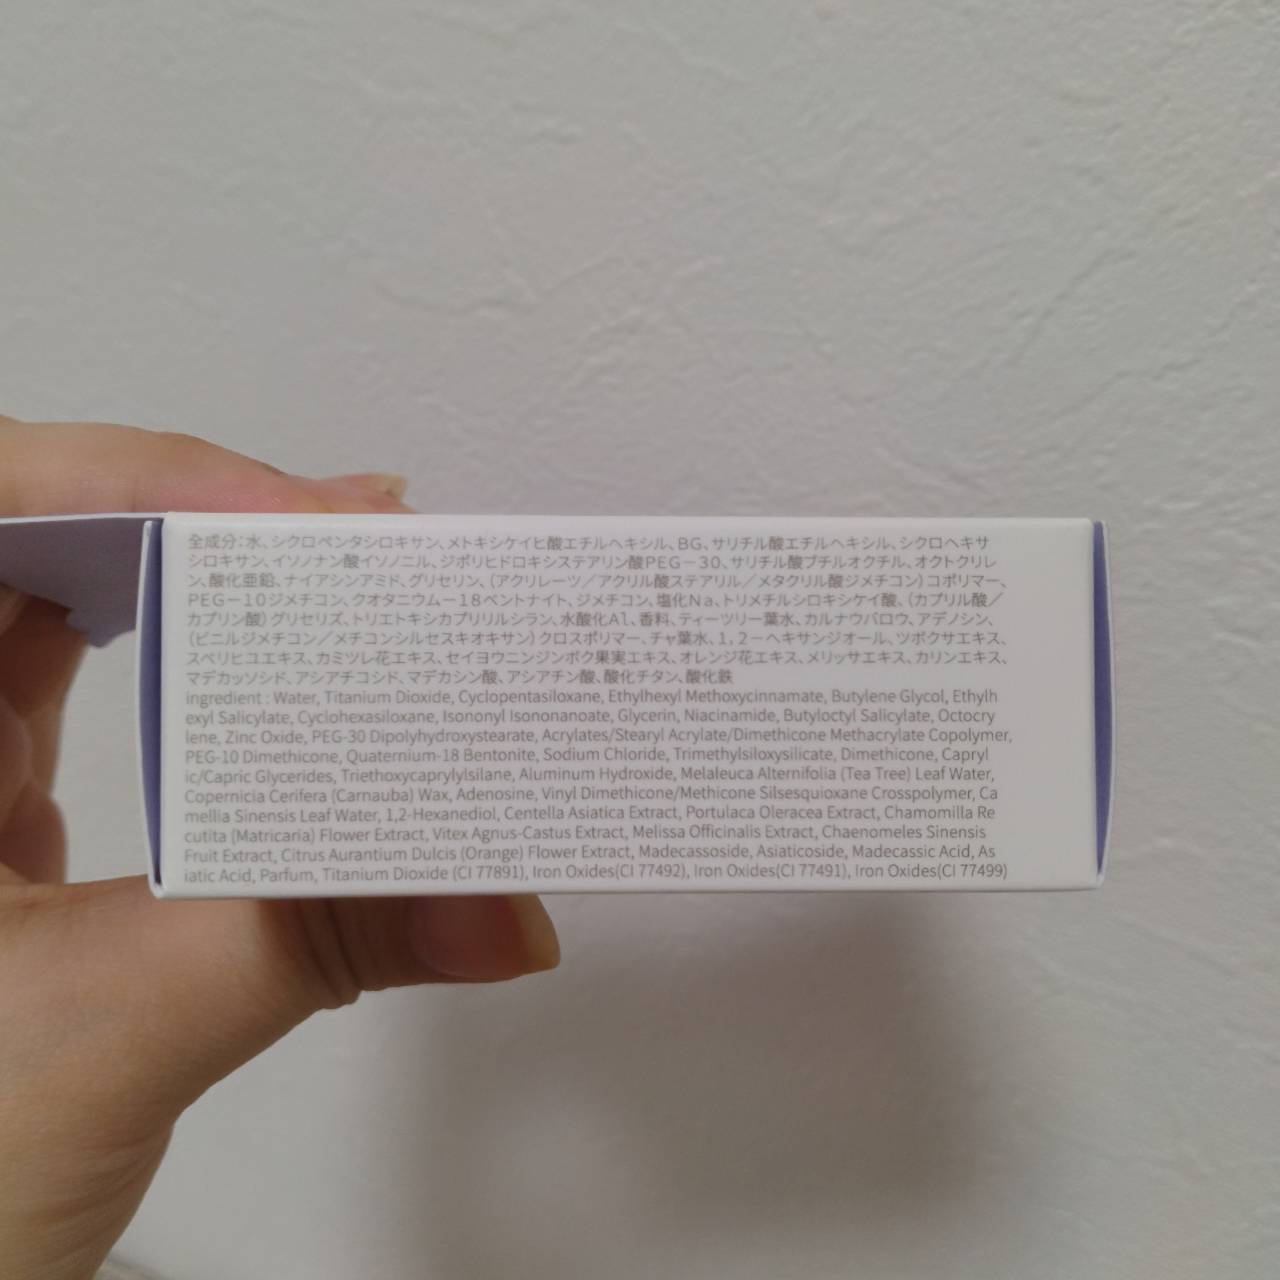 全成分：水、シクロペンタシロキサン、メトキシケイヒ酸エチルヘキシル、BG、サリチル酸エチルヘキシル、シクロヘキサ
シロキサン、イソノナン酸イソノニル、ジポリヒドロキシステアリン酸PEG－30、サリチル酸ブチルオクチル、オクトクリレ
ン、酸化亜鉛、ナイアシンアミド、グリセリン、（アクリレーツ／アクリル酸ステアリル／メタクリル酸ジメチコン）コポリマー、
PEG－10ジメチコン、クオタニウム－18ベントナイト、ジメチコン、塩化Na、トリメチルシロキシケイ酸、（カプリル酸／
カプリン酸）グリセリズ、トリエトキシカプリリルシラン、水酸化Al、香料、ティーツリー葉水、カルナウバロウ、アデノシン、
（ビニルジメチコン／メチコンシルセスキオキサン）クロスポリマー、チャ葉水、1，2－ヘキサンジオール、ツボクサエキス、
スベリヒユエキス、カミツレ花エキス、セイヨウニンジンボク果実エキス、オレンジ花エキス、メリッサエキス、カリンエキス、
マデカッソシド、アシアチコシド、マデカシン酸、アシアチン酸、酸化チタン、酸化鉄
ingredient : Water, Titanium Dioxide, Cyclopentasiloxane, Ethylhexyl Methoxycinnamate, Butylene Glycol, Ethylh
exyl Salicylate, Cyclohexasiloxane, Isononyl Isononanoate, Glycerin, Niacinamide, Butyloctyl Salicylate, Octocry
lene, Zinc Oxide, PEG-30 Dipolyhydroxystearate, Acrylates/Stearyl Acrylate/Dimethicone Methacrylate Copolymer,
PEG-10 Dimethicone, Quaternium-18 Bentonite, Sodium Chloride, Trimethylsiloxysilicate, Dimethicone, Capryl
ic/Capric Glycerides, Triethoxycaprylylsilane, Aluminum Hydroxide, Melaleuca Alternifolia (Tea Tree) Leaf Water,
Copernicia Cerifera (Carnauba) Wax, Adenosine, Vinyl Dimethicone/Methicone Silsesquioxane Crosspolymer, Ca
mellia Sinensis Leaf Water, 1,2-Hexanediol, Centella Asiatica Extract, Portulaca Oleracea Extract, Chamomilla Re
cutita (Matricaria) Flower Extract, Vitex Agnus-Castus Extract, Melissa Officinalis Extract, Chaenomeles Sinensis
Fruit Extract, Citrus Aurantium Dulcis (Orange) Flower Extract, Madecassoside, Asiaticoside, Madecassic Acid, As
iatic Acid, Parfum, Titanium Dioxide (CI 77891), Iron Oxides(CI 77492), Iron Oxides(CI 77491), Iron Oxides(CI 77499)